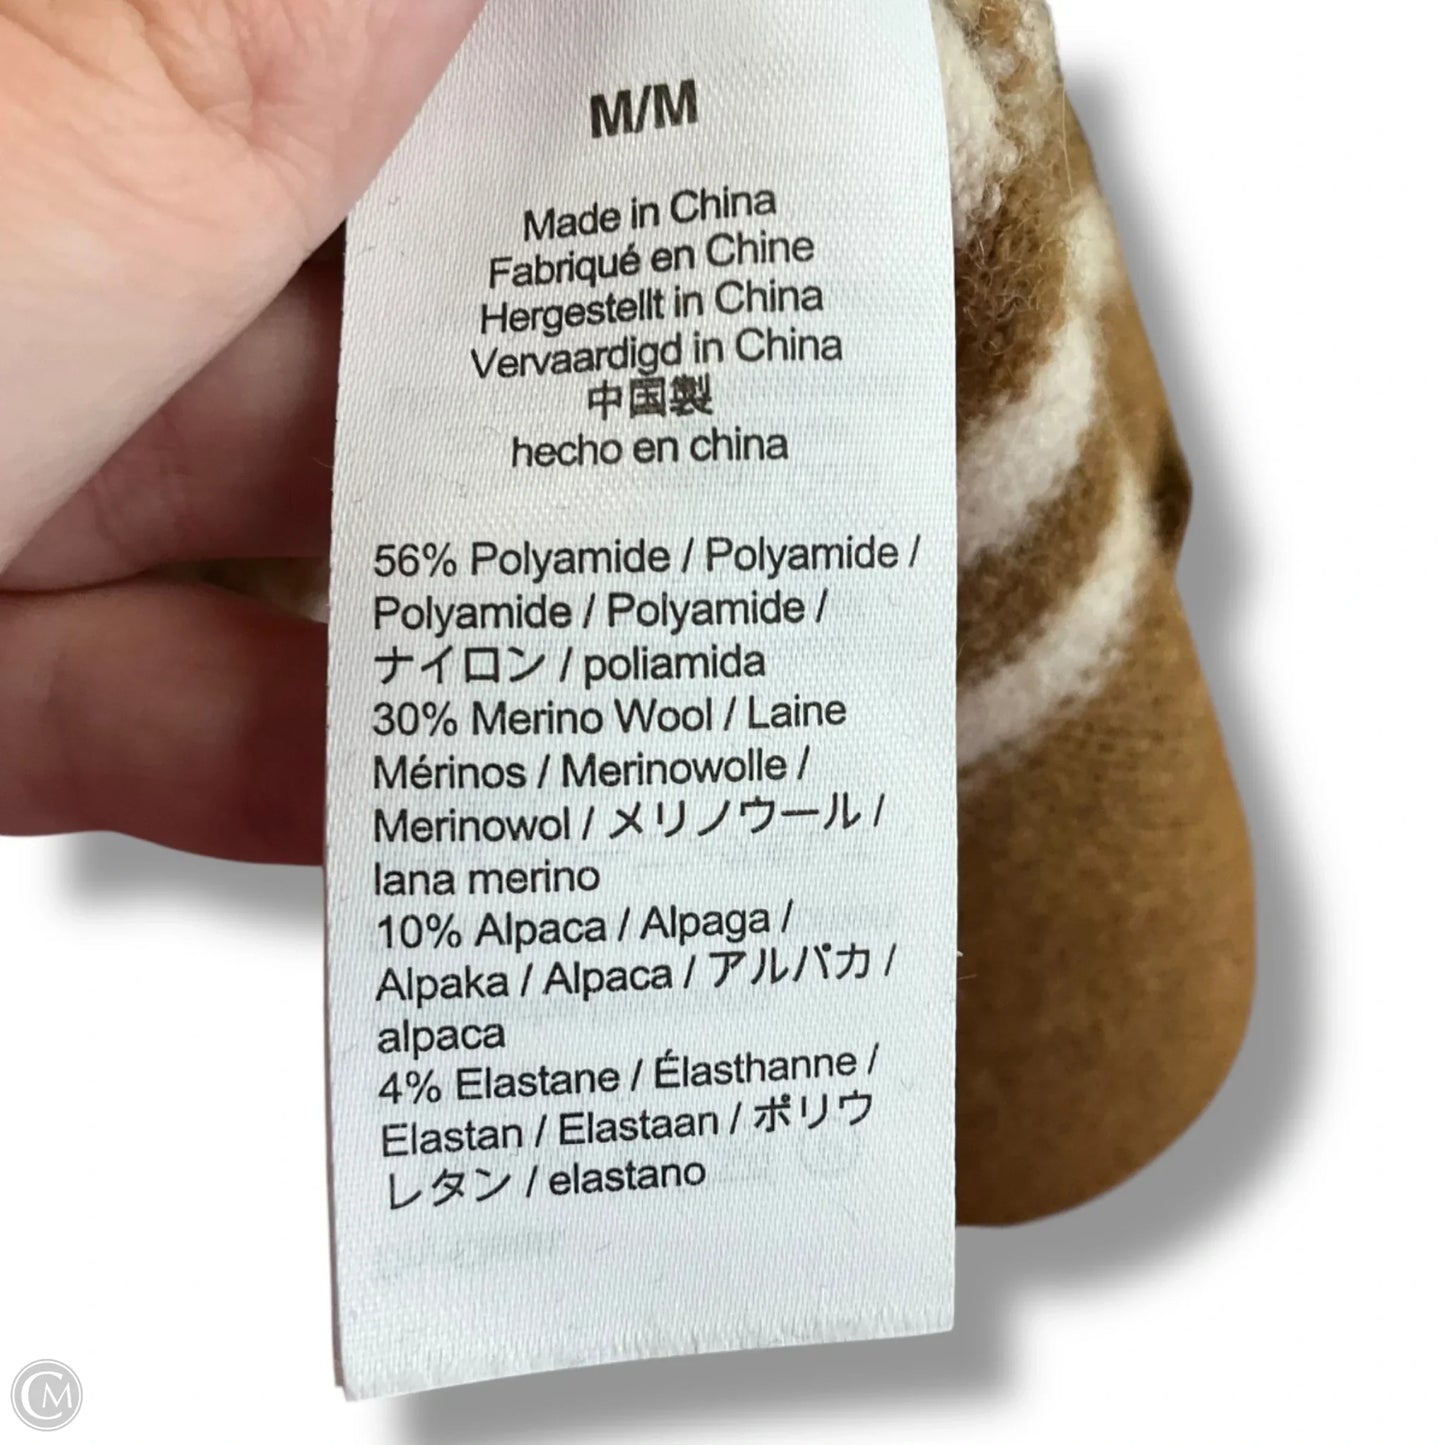 M/M
Made in China
Fabriqué en Chine
Hergestellt in China
Vervaardigd in China
中国製
hecho en china
56% Polyamide / Polyamide /
Polyamide / Polyamide /
ナイロン / poliamida
30% Merino Wool / Laine
Mérinos / Merinowolle /
Merinowol / メリノウール /
lana merino
10% Alpaca / Alpaga /
Alpaka / Alpaca / アルパカ /
alpaca
4% Elastane / Élasthanne /
Elastan / Elastaan / ポリウ
レタン / elastano
CM